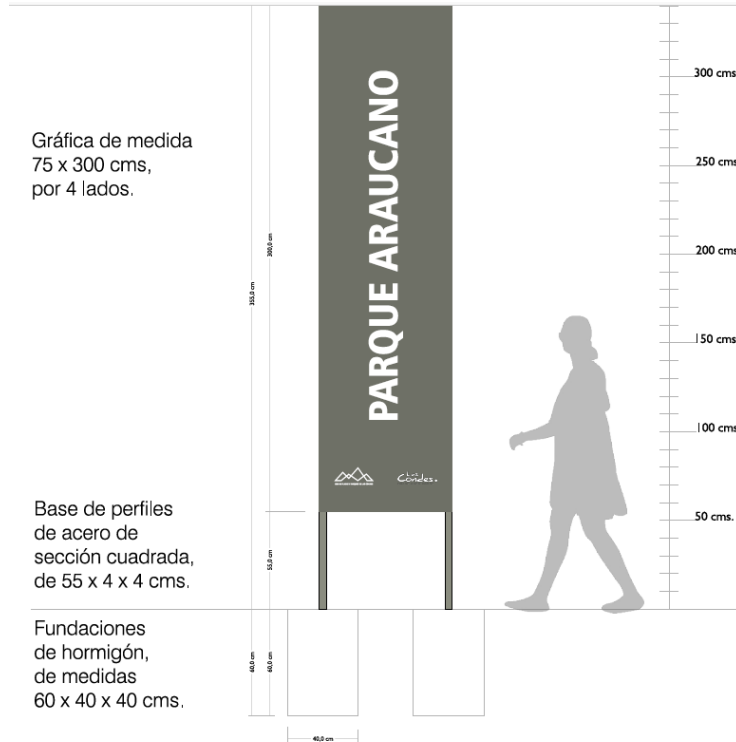 Gráfica de medida
75 x 300 cms,
por 4 lados.
300,0 cm
355,0 cm
PARQUE ARAUCANO
Las
Condes.
300 cms
250 cms
200 cms
150 cms
100 cms
50 cms.
Base de perfiles
de acero de
sección cuadrada,
de 55 x 4 x 4 cms.
55,0 cm
Fundaciones
de hormigón,
de medidas
60 x 40 x 40 cms.
60,0 cm
60,0 cm
40,0 cm